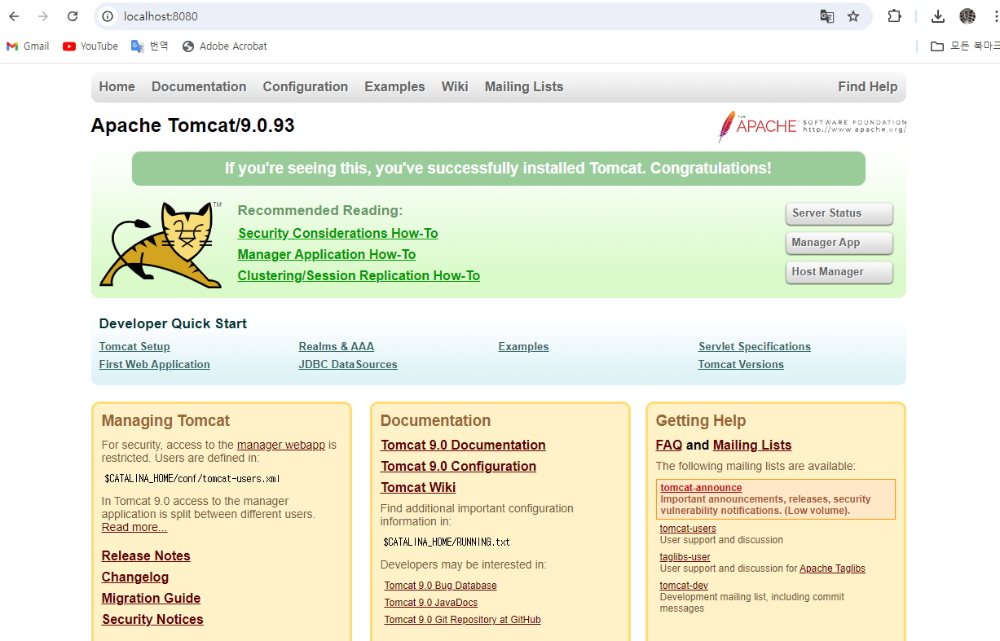 localhost:8080
Gmail YouTube 번역 Adobe Acrobat 모든 북마크
Home Documentation Configuration Examples Wiki Mailing Lists Find Help
Apache Tomcat/9.0.93
THE APACHE SOFTWARE FOUNDATION
http://www.apache.org/
If you're seeing this, you've successfully installed Tomcat. Congratulations!
TM
Recommended Reading:
Security Considerations How-To
Manager Application How-To
Clustering/Session Replication How-To
Server Status
Manager App
Host Manager
Developer Quick Start
Tomcat Setup
First Web Application
Realms & AAA
JDBC DataSources
Examples
Servlet Specifications
Tomcat Versions
Managing Tomcat
For security, access to the manager webapp is
restricted. Users are defined in:
$CATALINA_HOME/conf/tomcat-users.xml
In Tomcat 9.0 access to the manager
application is split between different users.
Read more...
Release Notes
Changelog
Migration Guide
Security Notices
Documentation
Tomcat 9.0 Documentation
Tomcat 9.0 Configuration
Tomcat Wiki
Find additional important configuration
information in:
$CATALINA_HOME/RUNNING.txt
Developers may be interested in:
Tomcat 9.0 Bug Database
Tomcat 9.0 JavaDocs
Tomcat 9.0 Git Repository at GitHub
Getting Help
FAQ and Mailing Lists
The following mailing lists are available:
tomcat-announce
Important announcements, releases, security
vulnerability notifications. (Low volume).
tomcat-users
User support and discussion
taglibs-user
User support and discussion for Apache Taglibs
tomcat-dev
Development mailing list, including commit
messages